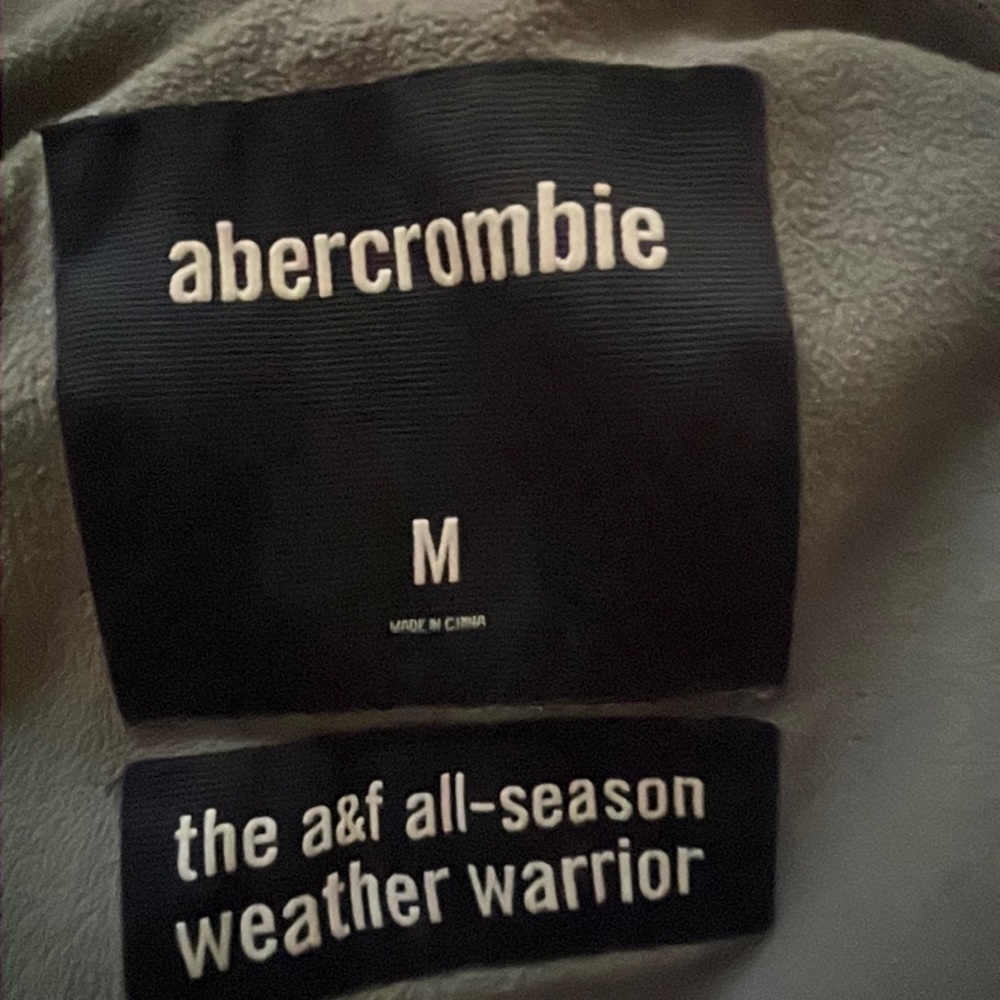 abercrombie
M
MADE IN CHINA
the a&f all-season
weather warrior